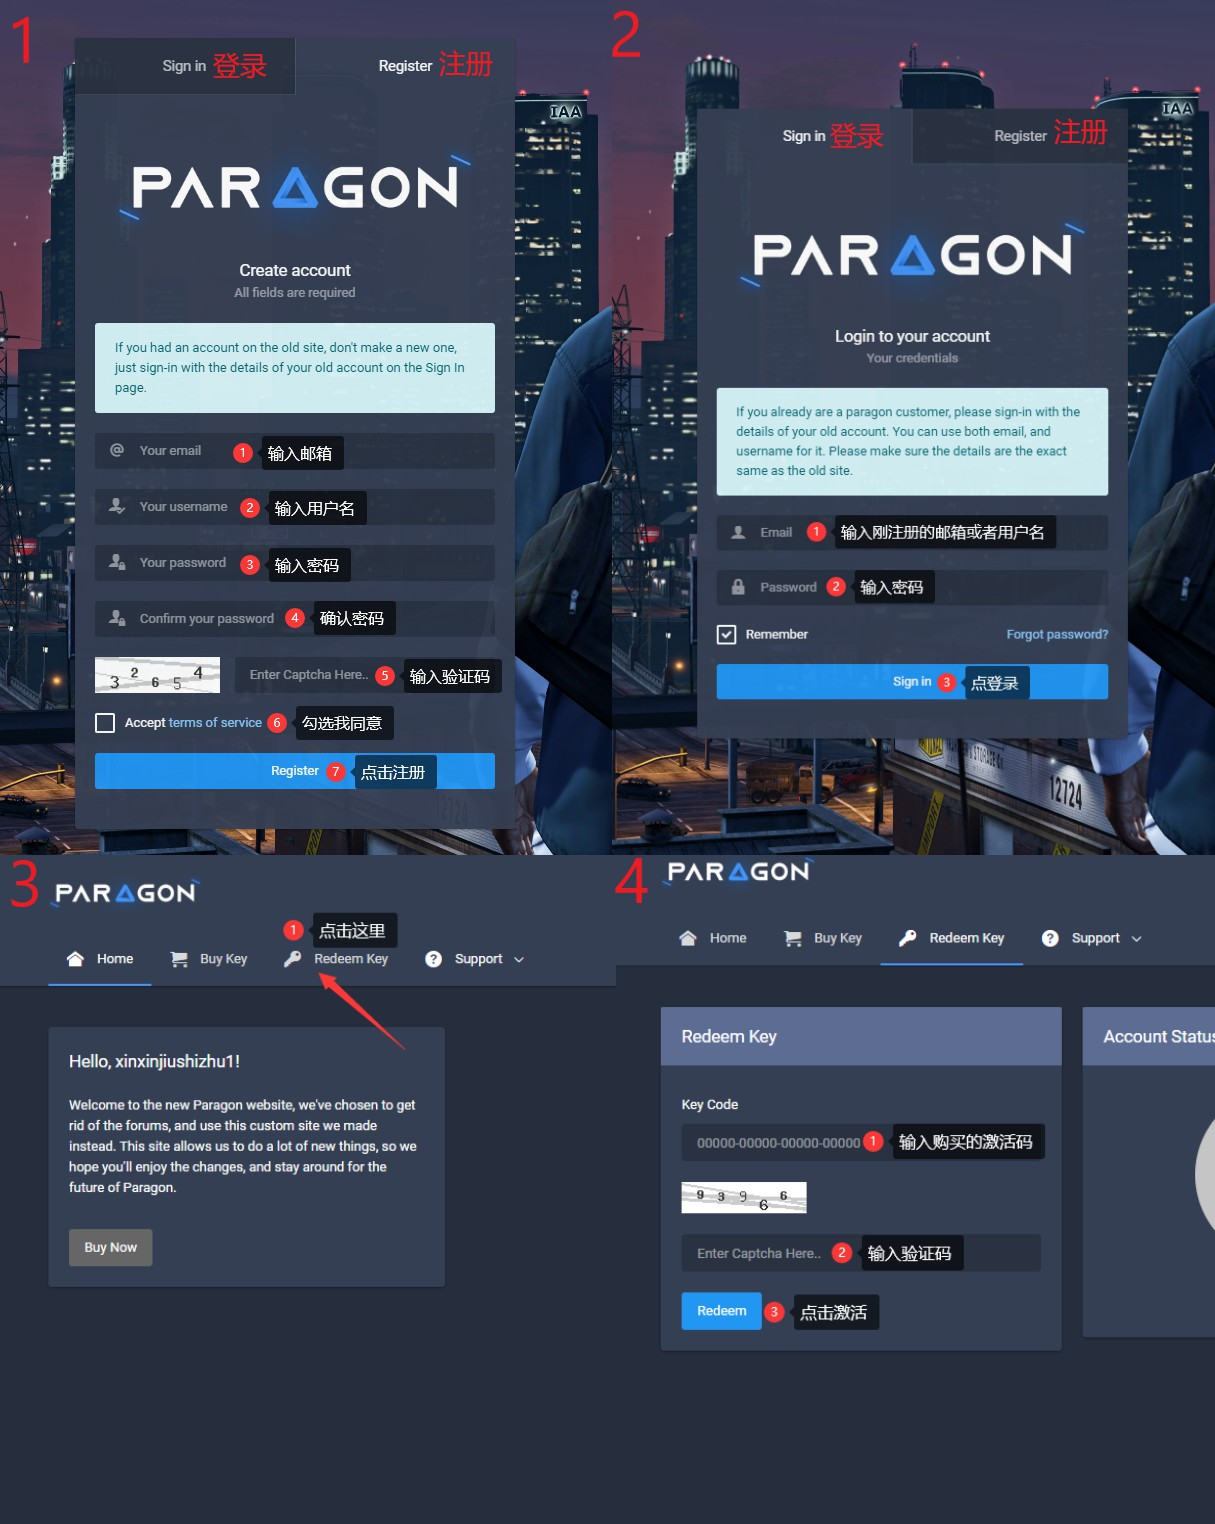 1
Sign in 登录
Register 注册
IAA
PARAGON
Create account
All fields are required
If you had an account on the old site, don't make a new one,
just sign-in with the details of your old account on the Sign In
page.
@ Your email 1 输入邮箱
Your username 2 输入用户名
Your password 3 输入密码
Confirm your password 4 确认密码
3 2 6 5 4
Enter Captcha Here.. 5 输入验证码
Accept terms of service 6 勾选我同意
Register 7 点击注册
2
IAA
Sign in 登录
Register 注册
PARAGON
Login to your account
Your credentials
If you already are a paragon customer, please sign-in with the
details of your old account. You can use both email, and
username for it. Please make sure the details are the exact
same as the old site.
Email 1 输入刚注册的邮箱或者用户名
Password 2 输入密码
Remember
Forgot password?
Sign in 3 点登录
12724
3
PARAGON
1 点击这里
Home
Buy Key
Redeem Key
? Support
Hello, xinxinjiushizhu1!
Welcome to the new Paragon website, we've chosen to get
rid of the forums, and use this custom site we made
instead. This site allows us to do a lot of new things, so we
hope you'll enjoy the changes, and stay around for the
future of Paragon.
Buy Now
4
PARAGON
Home
Buy Key
Redeem Key
? Support
Redeem Key
Account Status
Key Code
00000-00000-00000-00000 1 输入购买的激活码
9 3 9 6 6
Enter Captcha Here.. 2 输入验证码
Redeem 3 点击激活